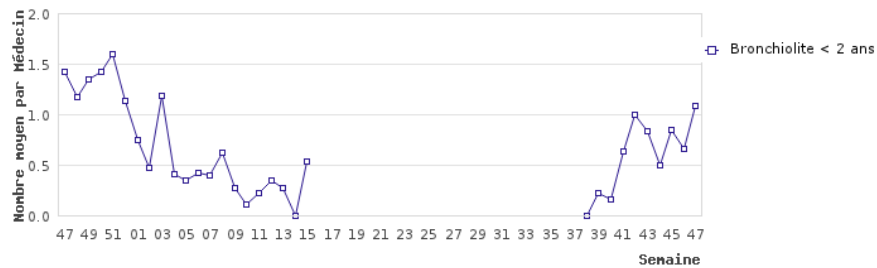 Nombre moyen par Médecin
2.0
1.5
1.0
0.5
0.0
47 49 51 01 03 05 07 09 11 13 15 17 19 21 23 25 27 29 31 33 35 37 39 41 43 45 47
Semaine
Bronchiolite < 2 ans